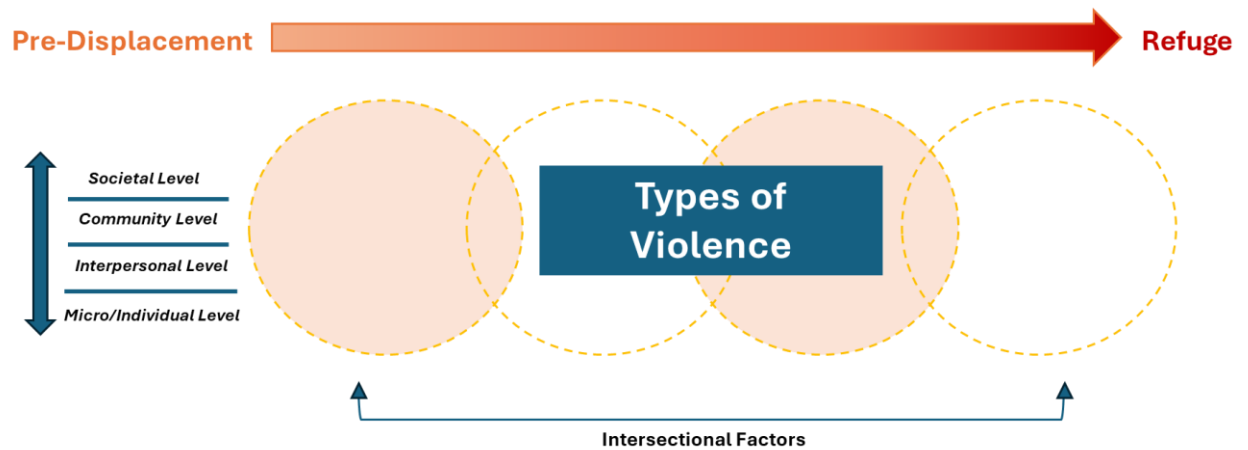 Pre-Displacement
Refuge
Societal Level
Community Level
Interpersonal Level
Micro/Individual Level
Types of
Violence
Intersectional Factors